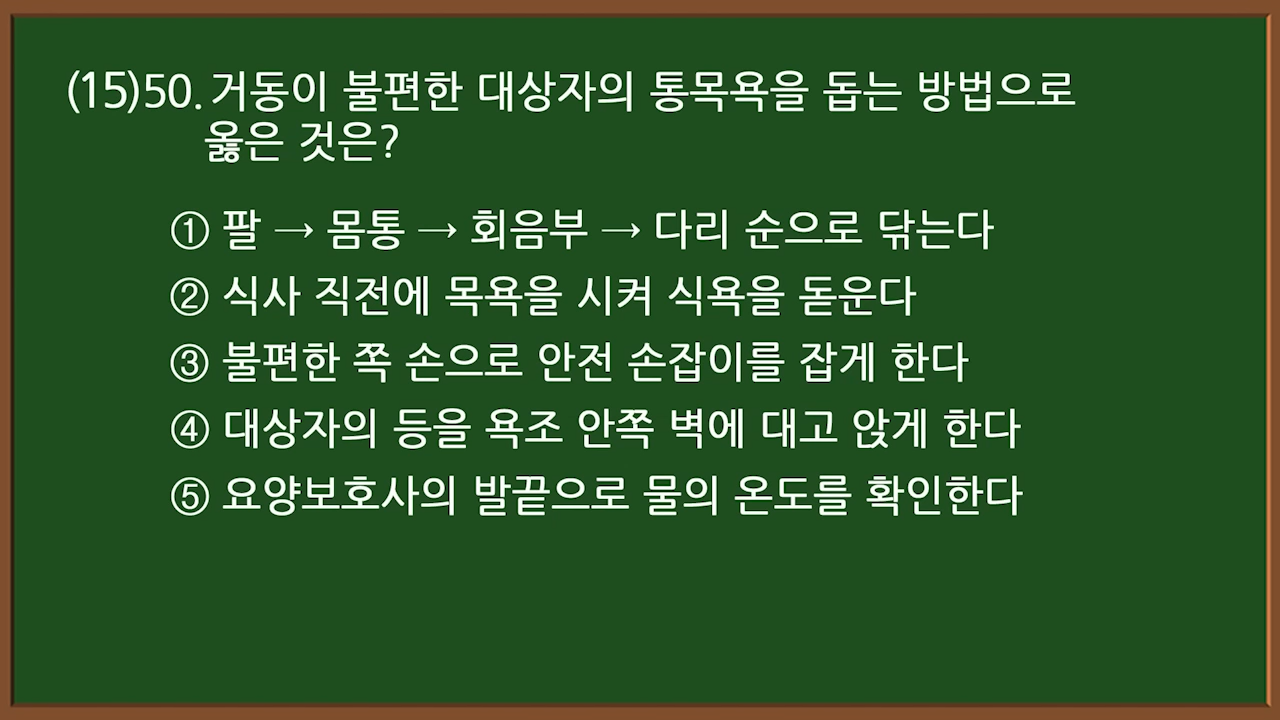 (15)50. 거동이 불편한 대상자의 통목욕을 돕는 방법으로
옳은 것은?
① 팔 → 몸통 → 회음부 → 다리 순으로 닦는다
② 식사 직전에 목욕을 시켜 식욕을 돋운다
③ 불편한 쪽 손으로 안전 손잡이를 잡게 한다
④ 대상자의 등을 욕조 안쪽 벽에 대고 앉게 한다
⑤ 요양보호사의 발끝으로 물의 온도를 확인한다